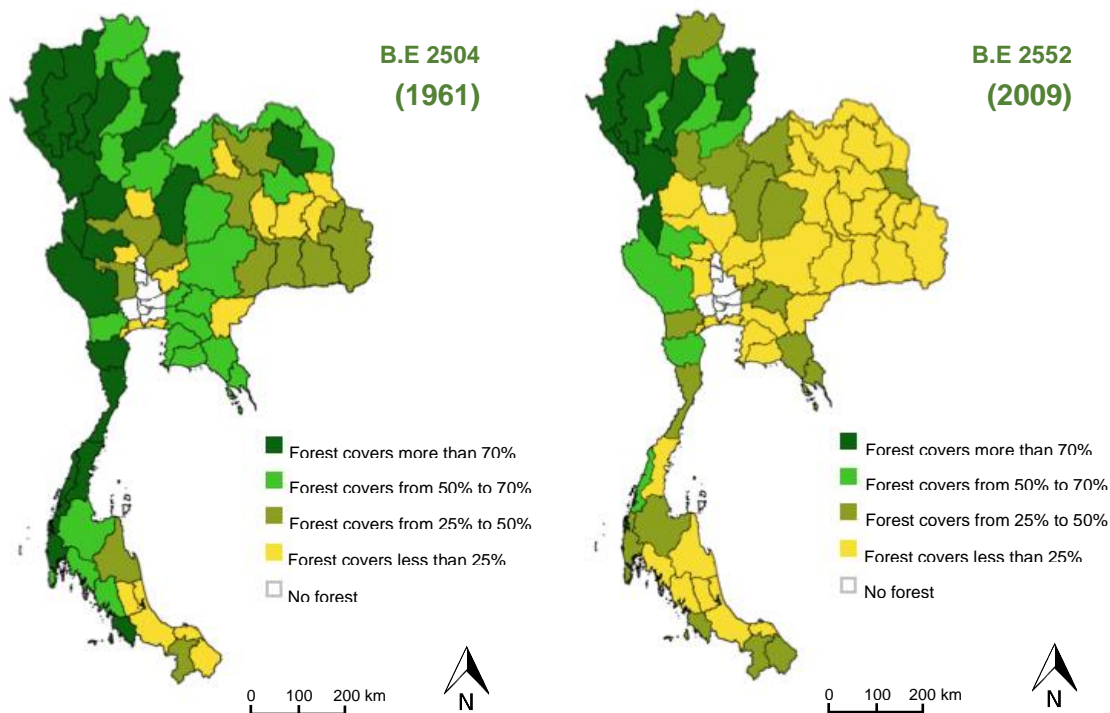 B.E 2504
(1961)
Forest covers more than 70%
Forest covers from 50% to 70%
Forest covers from 25% to 50%
Forest covers less than 25%
No forest
0 100 200 km
N
B.E 2552
(2009)
Forest covers more than 70%
Forest covers from 50% to 70%
Forest covers from 25% to 50%
Forest covers less than 25%
No forest
0 100 200 km
N